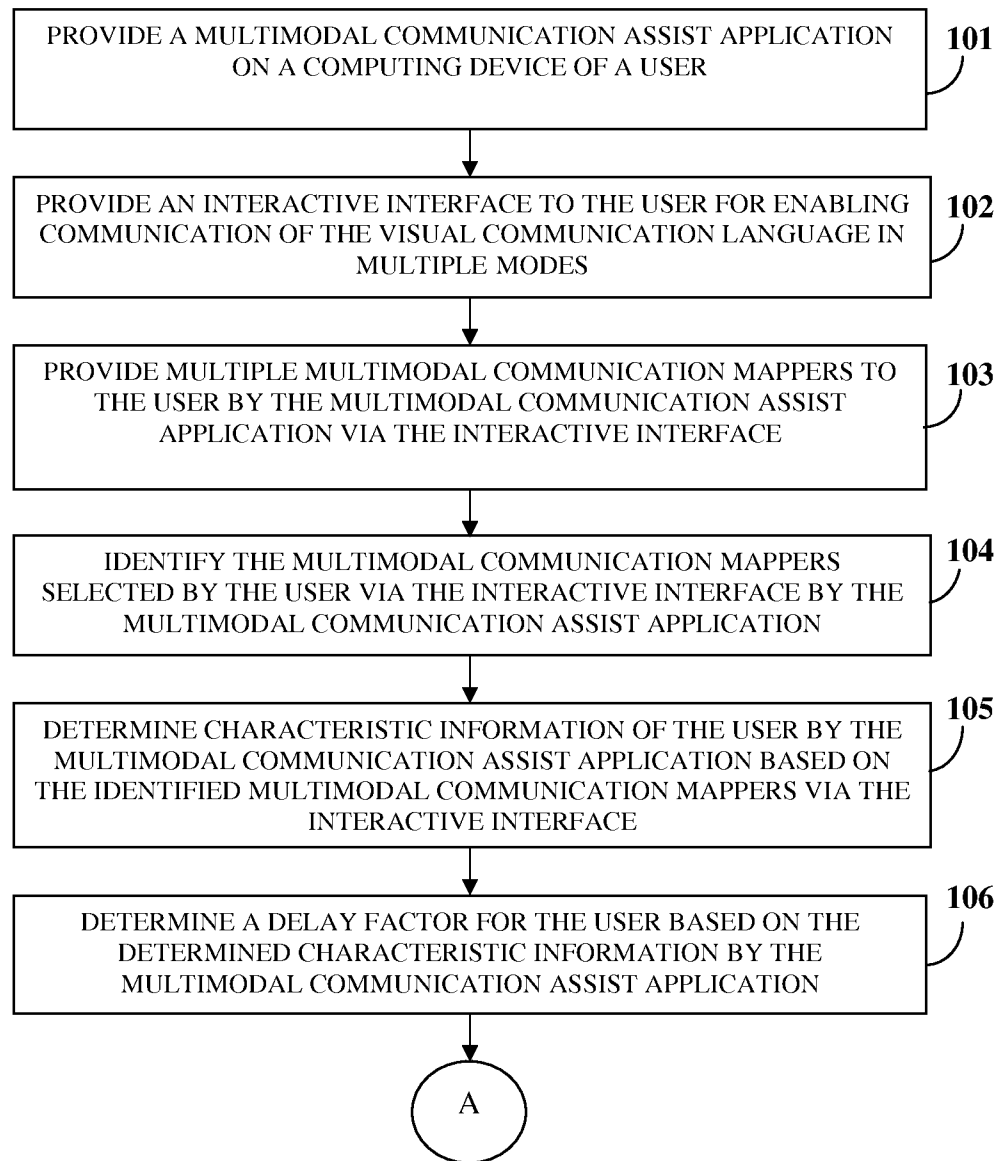 PROVIDE A MULTIMODAL COMMUNICATION ASSIST APPLICATION
ON A COMPUTING DEVICE OF A USER
101
PROVIDE AN INTERACTIVE INTERFACE TO THE USER FOR ENABLING
COMMUNICATION OF THE VISUAL COMMUNICATION LANGUAGE IN
MULTIPLE MODES
102
PROVIDE MULTIPLE MULTIMODAL COMMUNICATION MAPPERS TO
THE USER BY THE MULTIMODAL COMMUNICATION ASSIST
APPLICATION VIA THE INTERACTIVE INTERFACE
103
IDENTIFY THE MULTIMODAL COMMUNICATION MAPPERS
SELECTED BY THE USER VIA THE INTERACTIVE INTERFACE BY THE
MULTIMODAL COMMUNICATION ASSIST APPLICATION
104
DETERMINE CHARACTERISTIC INFORMATION OF THE USER BY THE
MULTIMODAL COMMUNICATION ASSIST APPLICATION BASED ON
THE IDENTIFIED MULTIMODAL COMMUNICATION MAPPERS VIA THE
INTERACTIVE INTERFACE
105
DETERMINE A DELAY FACTOR FOR THE USER BASED ON THE
DETERMINED CHARACTERISTIC INFORMATION BY THE
MULTIMODAL COMMUNICATION ASSIST APPLICATION
106
A